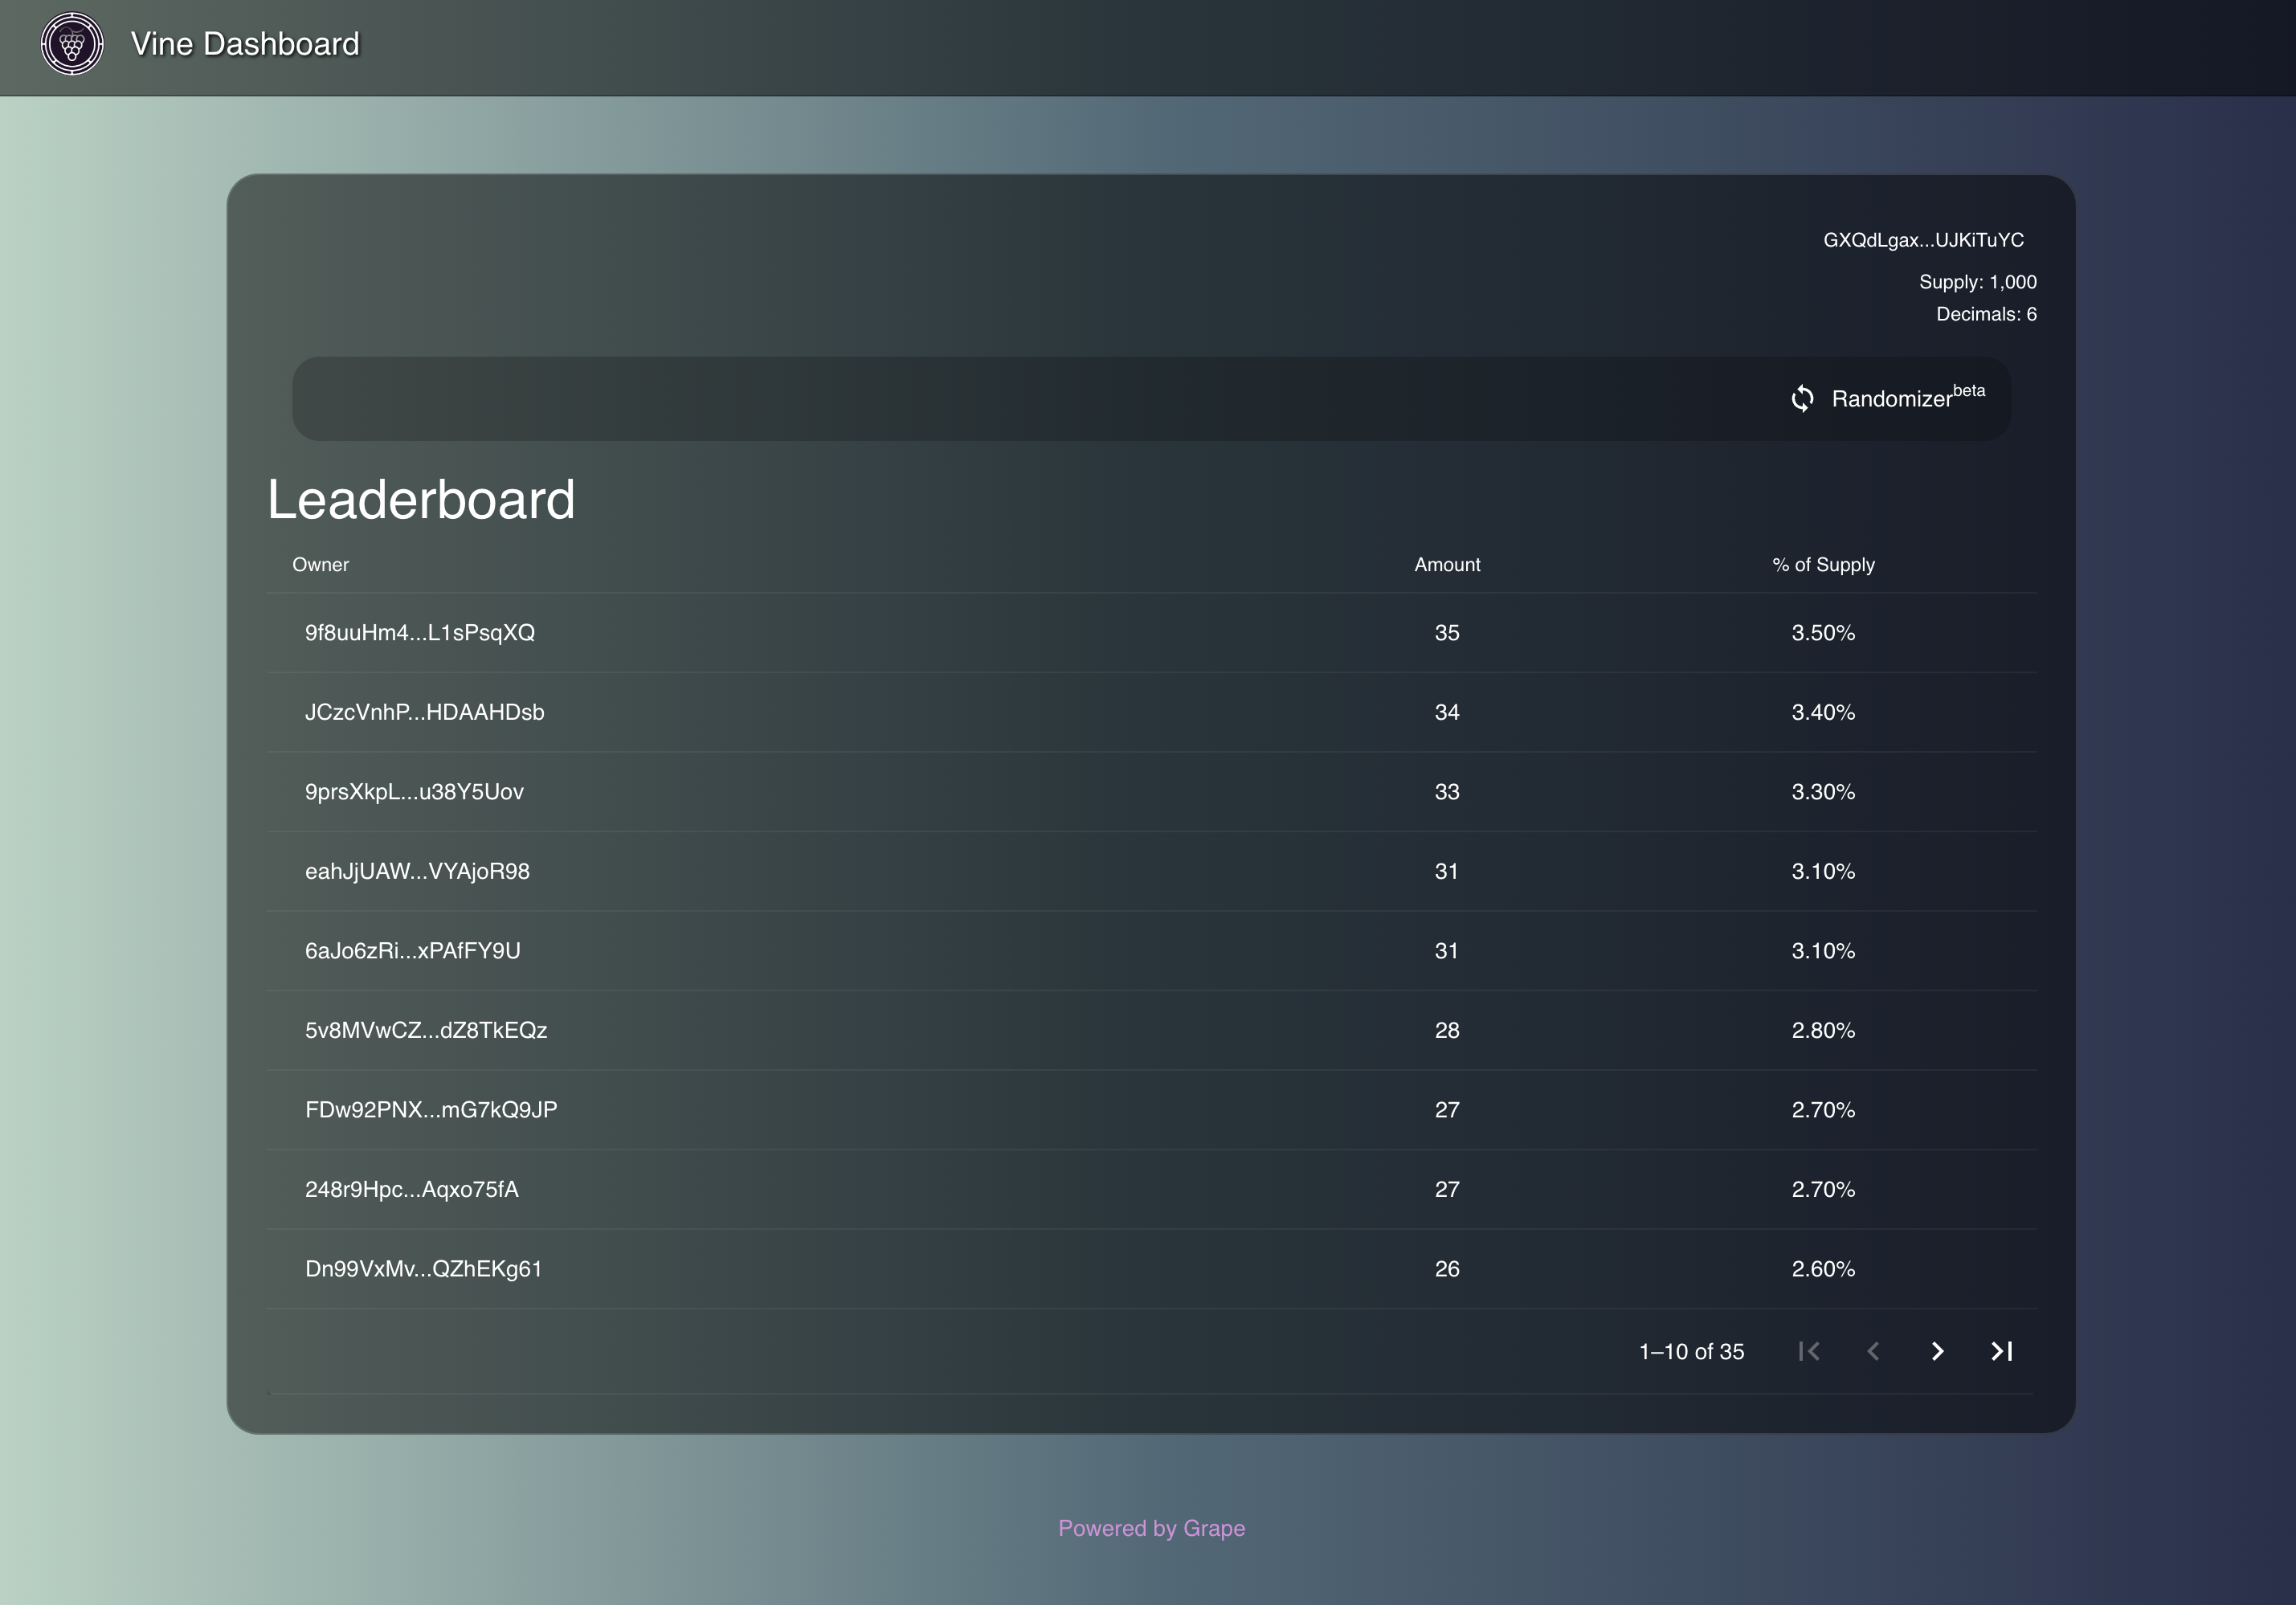 Vine Dashboard
GXQdLgax...UJKiTuYC
Supply: 1,000
Decimals: 6
Randomizer beta
Leaderboard
Owner Amount % of Supply
9f8uuHm4...L1sPsqXQ 35 3.50%
JCzcVnhP...HDAAHDsb 34 3.40%
9prsXkpL...u38Y5Uov 33 3.30%
eahJjUAW...VYAjoR98 31 3.10%
6aJo6zRi...xPAfFY9U 31 3.10%
5v8MVwCZ...dZ8TkEQz 28 2.80%
FDw92PNX...mG7kQ9JP 27 2.70%
248r9Hpc...Aqxo75fA 27 2.70%
Dn99VxMv...QZhEKg61 26 2.60%
1–10 of 35
Powered by Grape